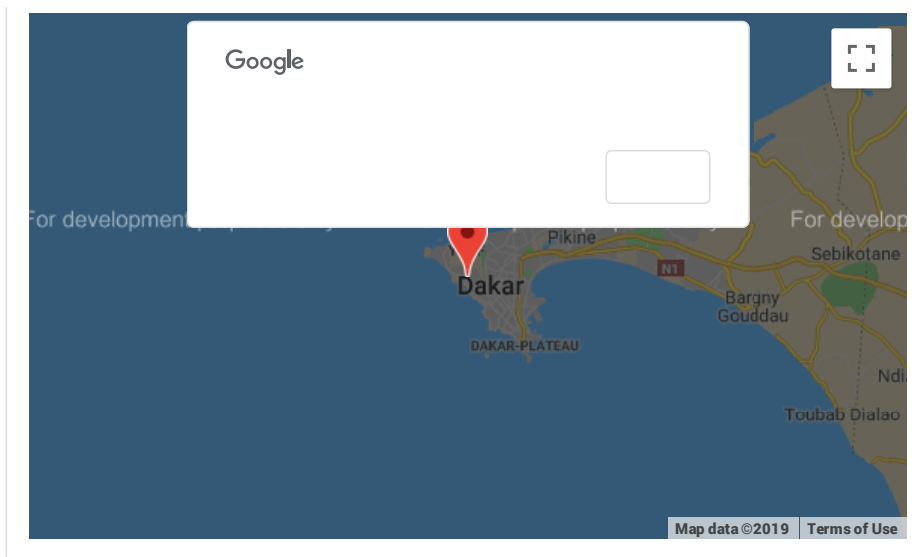 Google
For development
For develop
Pikine
Sebikotane
N1
Dakar
Bargny
Gouddau
DAKAR-PLATEAU
Ndi
Toubab Dialao
Map data ©2019
Terms of Use